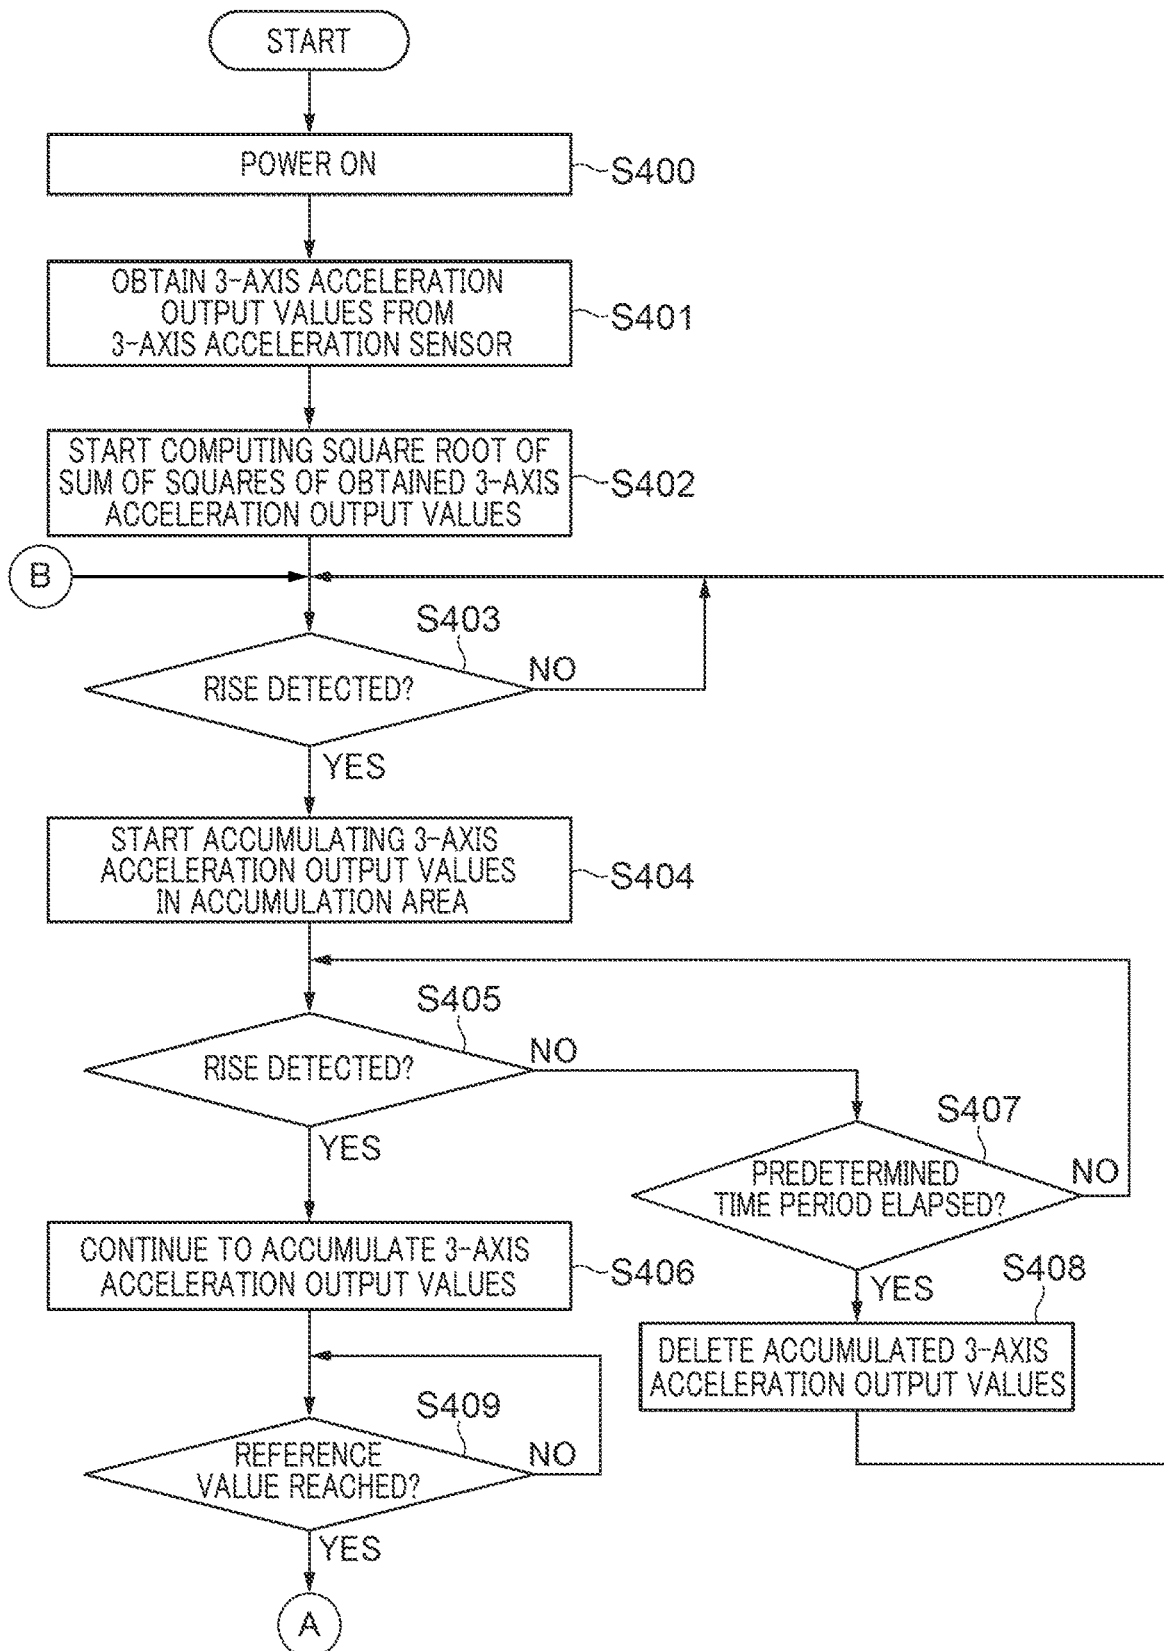 START
POWER ON
S400
OBTAIN 3-AXIS ACCELERATION
OUTPUT VALUES FROM
3-AXIS ACCELERATION SENSOR
S401
START COMPUTING SQUARE ROOT OF
SUM OF SQUARES OF OBTAINED 3-AXIS
ACCELERATION OUTPUT VALUES
S402
B
S403
RISE DETECTED?
NO
YES
START ACCUMULATING 3-AXIS
ACCELERATION OUTPUT VALUES
IN ACCUMULATION AREA
S404
S405
RISE DETECTED?
NO
YES
S407
PREDETERMINED
TIME PERIOD ELAPSED?
NO
YES
CONTINUE TO ACCUMULATE 3-AXIS
ACCELERATION OUTPUT VALUES
S406
S408
DELETE ACCUMULATED 3-AXIS
ACCELERATION OUTPUT VALUES
S409
REFERENCE
VALUE REACHED?
NO
YES
A